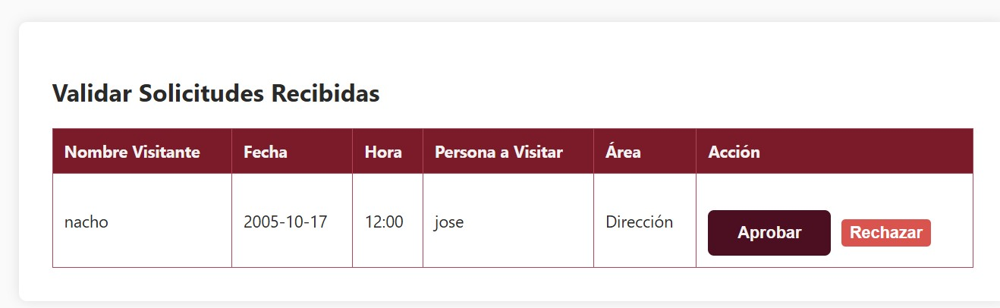 Validar Solicitudes Recibidas
Nombre Visitante Fecha Hora Persona a Visitar Área Acción
nacho 2005-10-17 12:00 jose Dirección Aprobar Rechazar